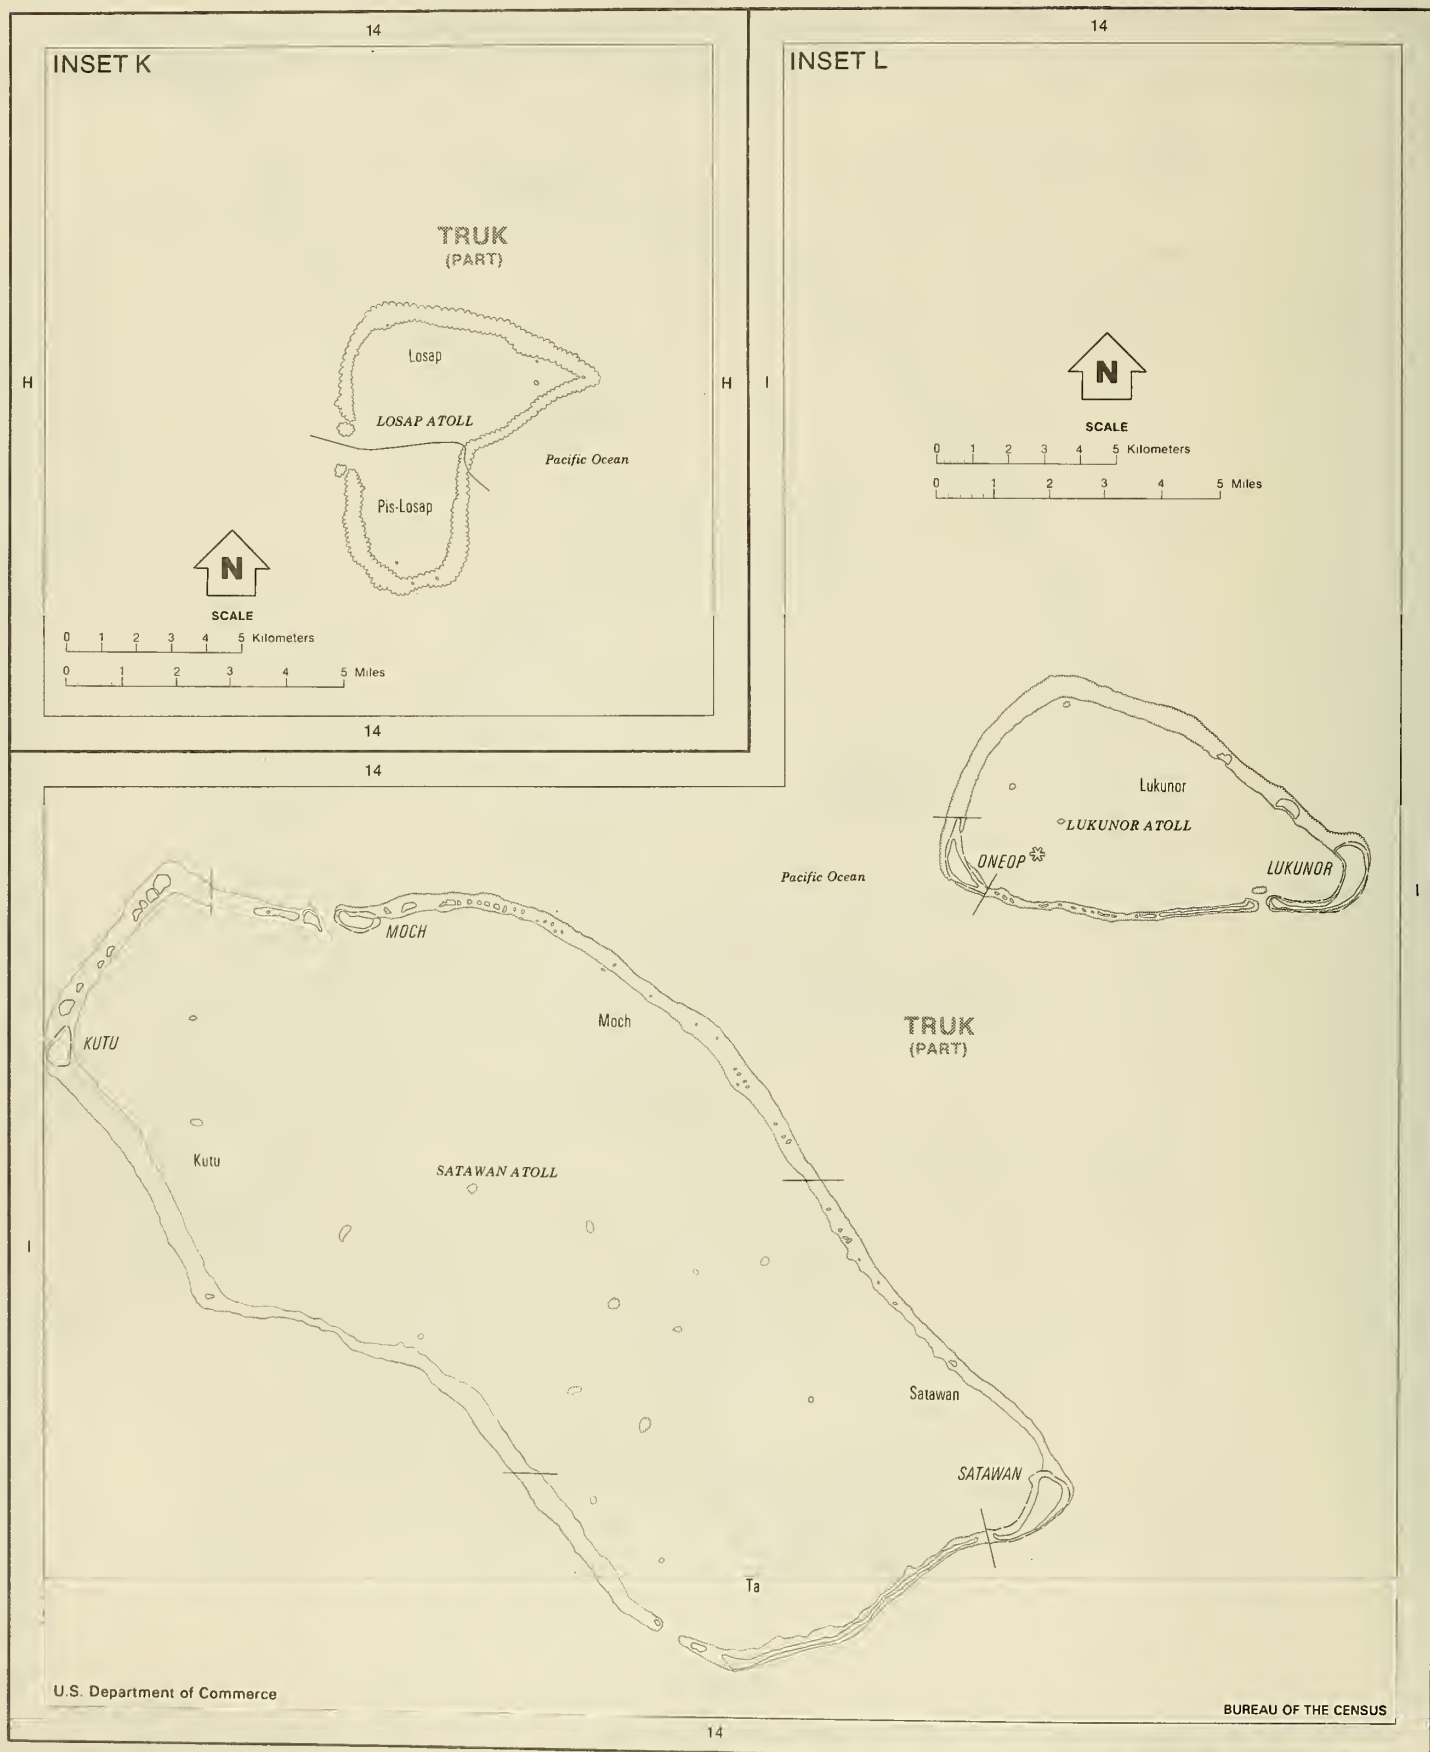 14
INSET K
TRUK
(PART)
Losap
H
H
LOSAP ATOLL
Pacific Ocean
Pis-Losap
N
SCALE
0 1 2 3 4 5 Kilometers
0 1 2 3 4 5 Miles
14
14
INSET L
I
N
SCALE
0 1 2 3 4 5 Kilometers
0 1 2 3 4 5 Miles
14
Lukunor
LUKUNOR ATOLL
ONEOP
LUKUNOR
Pacific Ocean
I
MOCH
Moch
TRUK
(PART)
KUTU
Kutu
SATAWAN ATOLL
I
Satawan
SATAWAN
Ta
U.S. Department of Commerce
BUREAU OF THE CENSUS
14